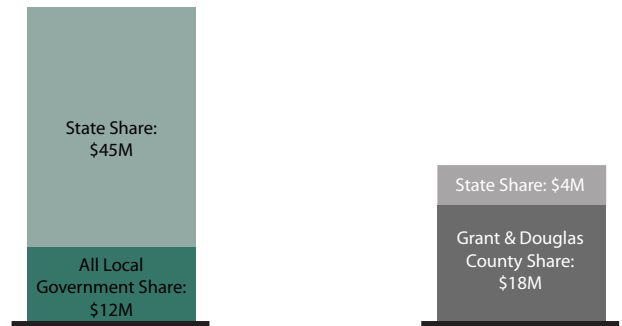 State Share:
$45M
All Local
Government Share:
$12M
State Share: $4M
Grant & Douglas
County Share:
$18M